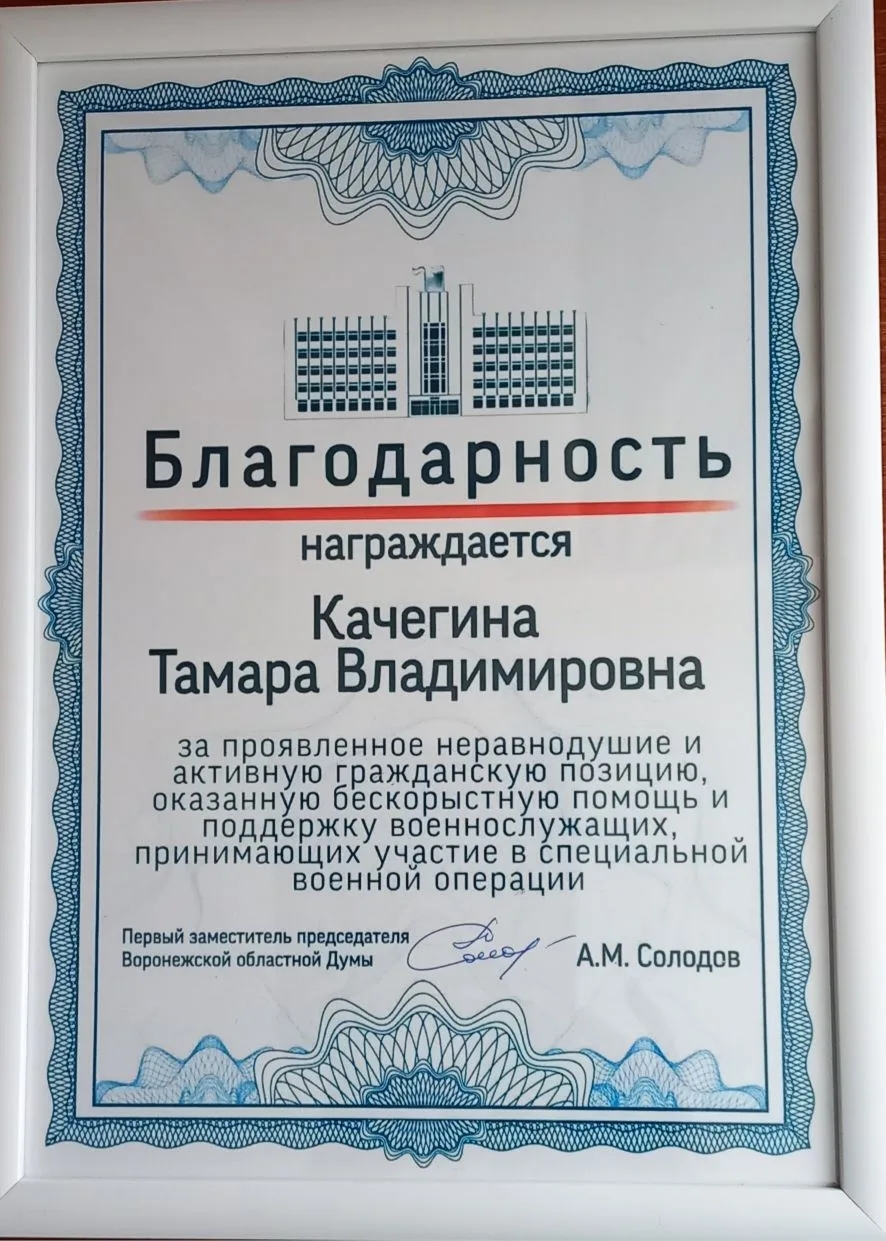 Благодарность
награждается
Качегина
Тамара Владимировна
за проявленное неравнодушие и
активную гражданскую позицию,
оказанную бескорыстную помощь и
поддержку военнослужащих,
принимающих участие в специальной
военной операции
Первый заместитель председателя
Воронежской областной Думы
А.М. Солодов